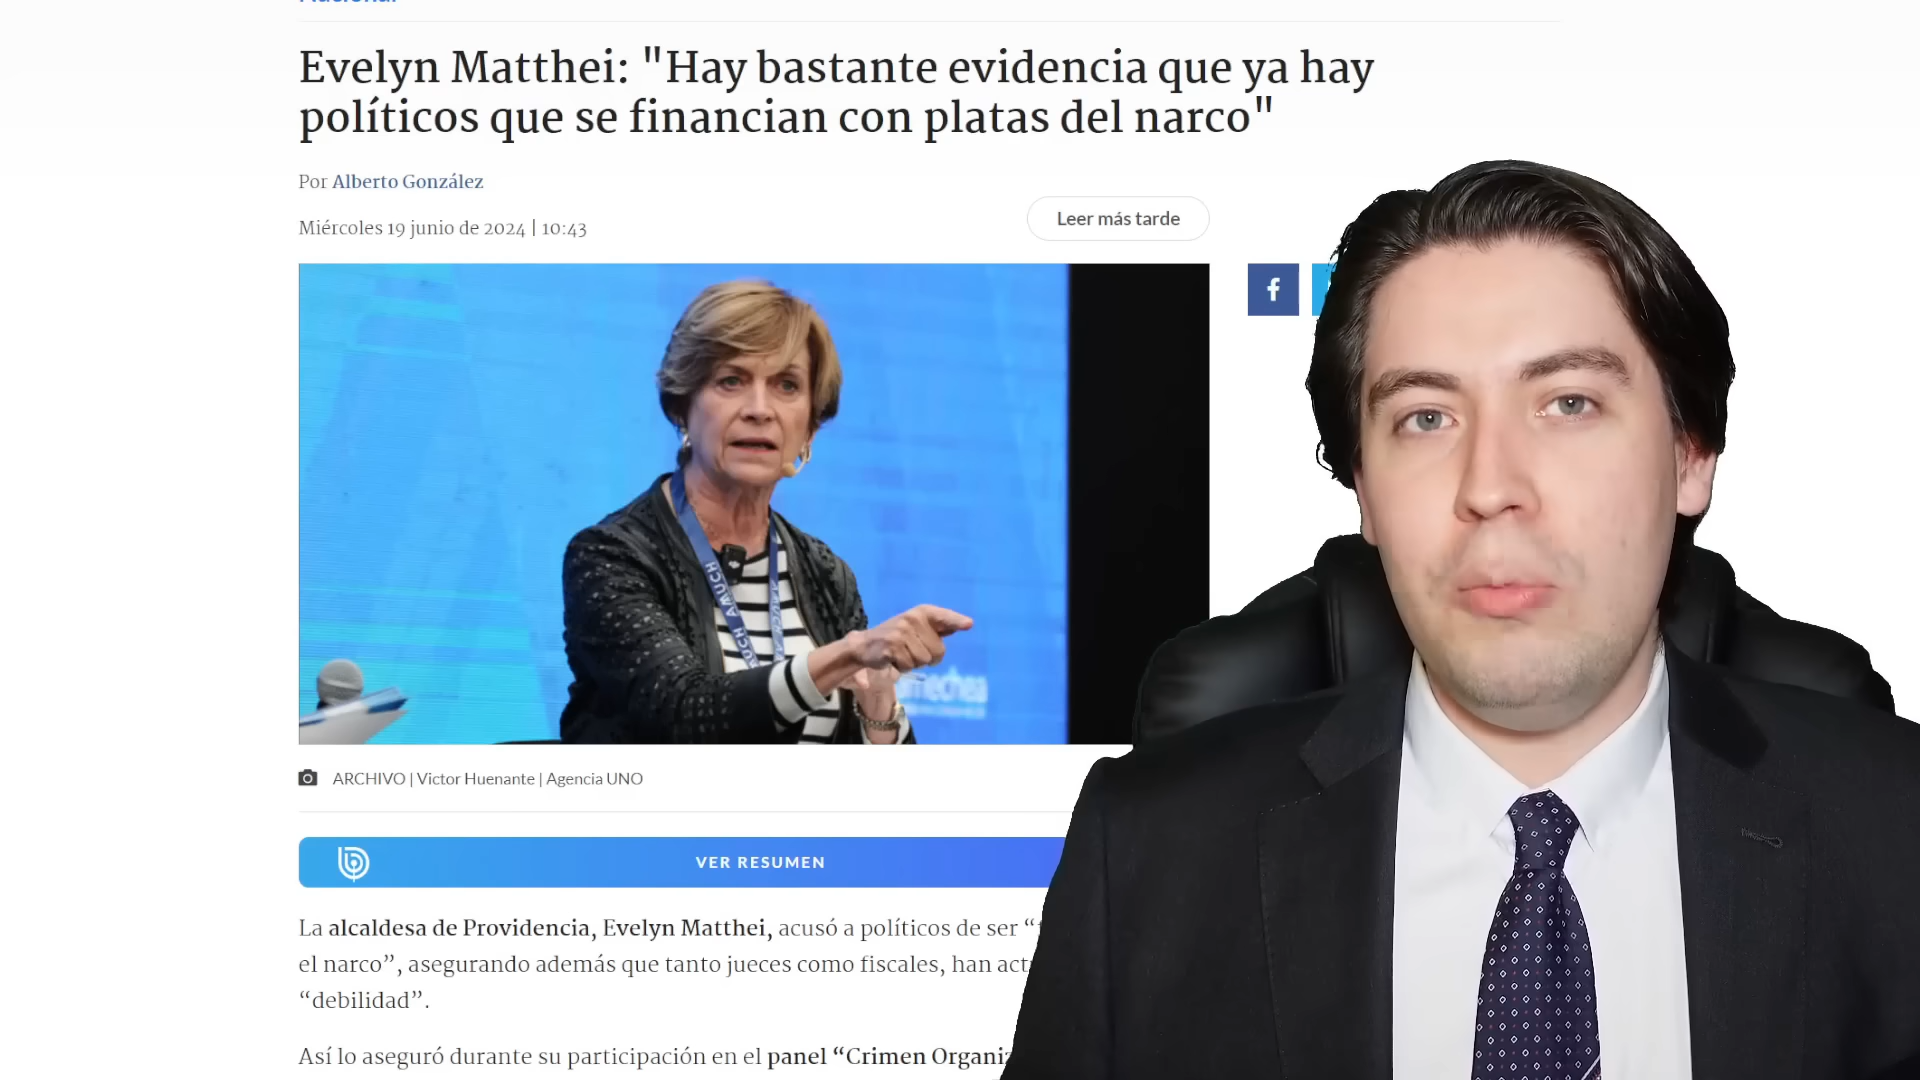 Evelyn Matthei: "Hay bastante evidencia que ya hay
políticos que se financian con platas del narco"
Por Alberto González
Miércoles 19 junio de 2024 | 10:43
Leer más tarde
f
AMUCH
ARCHIVO | Victor Huenante | Agencia UNO
VER RESUMEN
La alcaldesa de Providencia, Evelyn Matthei, acusó a políticos de ser “
el narco”, asegurando además que tanto jueces como fiscales, han
“debilidad”.
Así lo aseguró durante su participación en el panel “Crimen